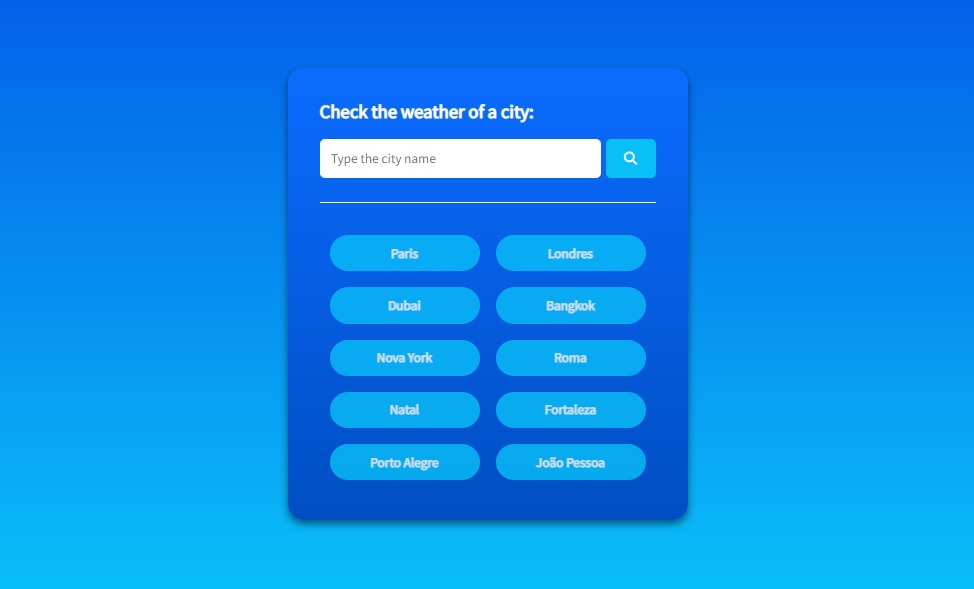 Check the weather of a city:
Type the city name
Paris
Londres
Dubai
Bangkok
Nova York
Roma
Natal
Fortaleza
Porto Alegre
João Pessoa